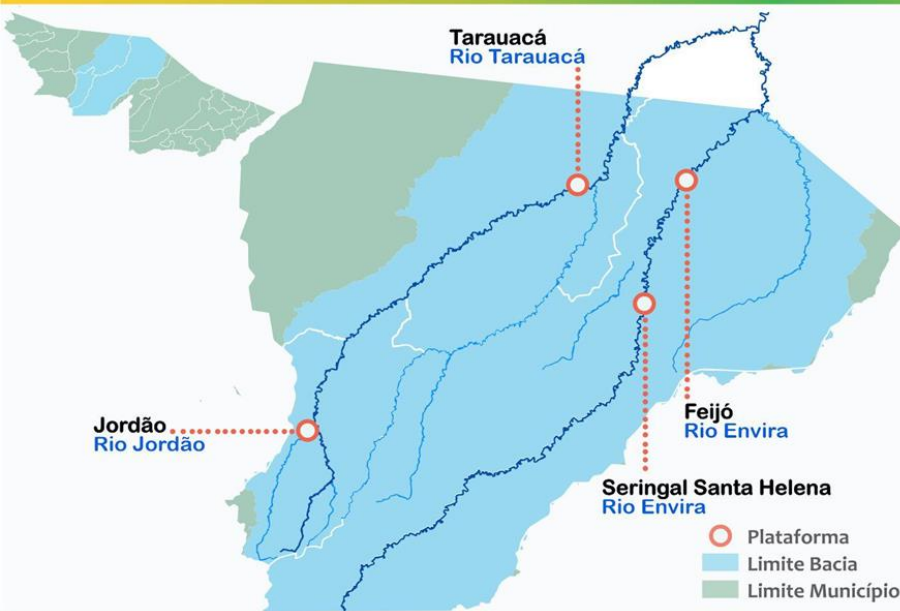 Tarauacá
Rio Tarauacá
Jordão
Rio Jordão
Feijó
Rio Envira
Seringal Santa Helena
Rio Envira
Plataforma
Limite Bacia
Limite Município